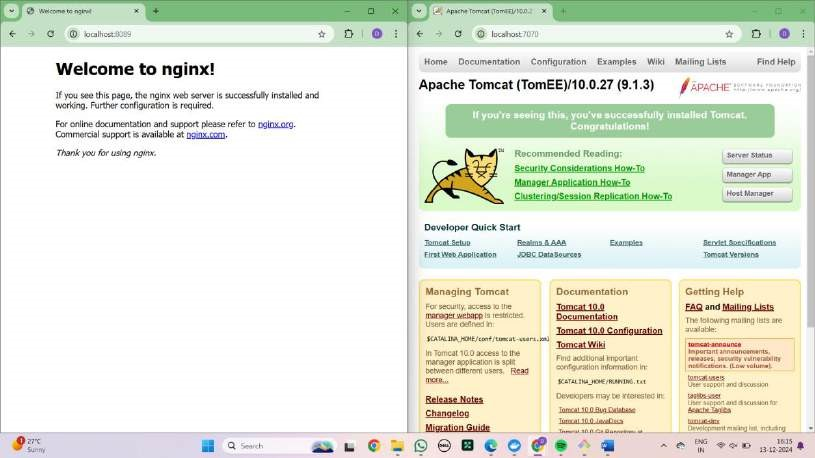 Welcome to nginx!
localhost:8089
D
Welcome to nginx!
If you see this page, the nginx web server is successfully installed and
working. Further configuration is required.
For online documentation and support please refer to nginx.org.
Commercial support is available at nginx.com.
Thank you for using nginx.
Apache Tomcat (TomEE)/10.0.2
localhost:7070
D
Home Documentation Configuration Examples Wiki Mailing Lists Find Help
Apache Tomcat (TomEE)/10.0.27 (9.1.3)
APACHE SOFTWARE FOUNDATION
http://www.apache.org/
If you're seeing this, you've successfully installed Tomcat.
Congratulations!
TM
Recommended Reading:
Security Considerations How-To
Manager Application How-To
Clustering/Session Replication How-To
Server Status
Manager App
Host Manager
Developer Quick Start
Tomcat Setup
First Web Application
Realms & AAA
JDBC DataSources
Examples
Servlet Specifications
Tomcat Versions
Managing Tomcat
For security, access to the
manager webapp is restricted.
Users are defined in:
$CATALINA_HOME/conf/tomcat-users.xml
In Tomcat 10.0 access to the
manager application is split
between different users. Read
more...
Release Notes
Changelog
Migration Guide
Documentation
Tomcat 10.0
Documentation
Tomcat 10.0 Configuration
Tomcat Wiki
Find additional important
configuration information in:
$CATALINA_HOME/RUNNING.txt
Developers may be interested in:
Tomcat 10.0 Bug Database
Tomcat 10.0 JavaDocs
Tomcat 10.0 Git Repository at
Getting Help
FAQ and Mailing Lists
The following mailing lists are
available:
tomcat-announce
Important announcements,
releases, security vulnerability
notifications. (Low volume).
tomcat-users
User support and discussion
taglibs-user
User support and discussion for
Apache Taglibs
tomcat-dev
Development mailing list, including
1
27°C
Sunny
Search
DELL
ENG
IN
16:15
13-12-2024